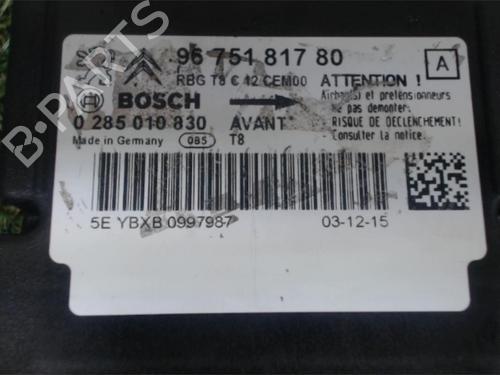 96 751 817 80
RBG T8 C 12 CEM00
ATTENTION !
A
BOSCH
Airbag(s) et prétensionneurs
Ne pas demonter.
0 285 010 830
AVANT
RISQUE DE DECLENCHEMENT!
Made in Germany
085
T8
Consulter la notice.
5E YBXB 0997987
03-12-15
B-PARTS